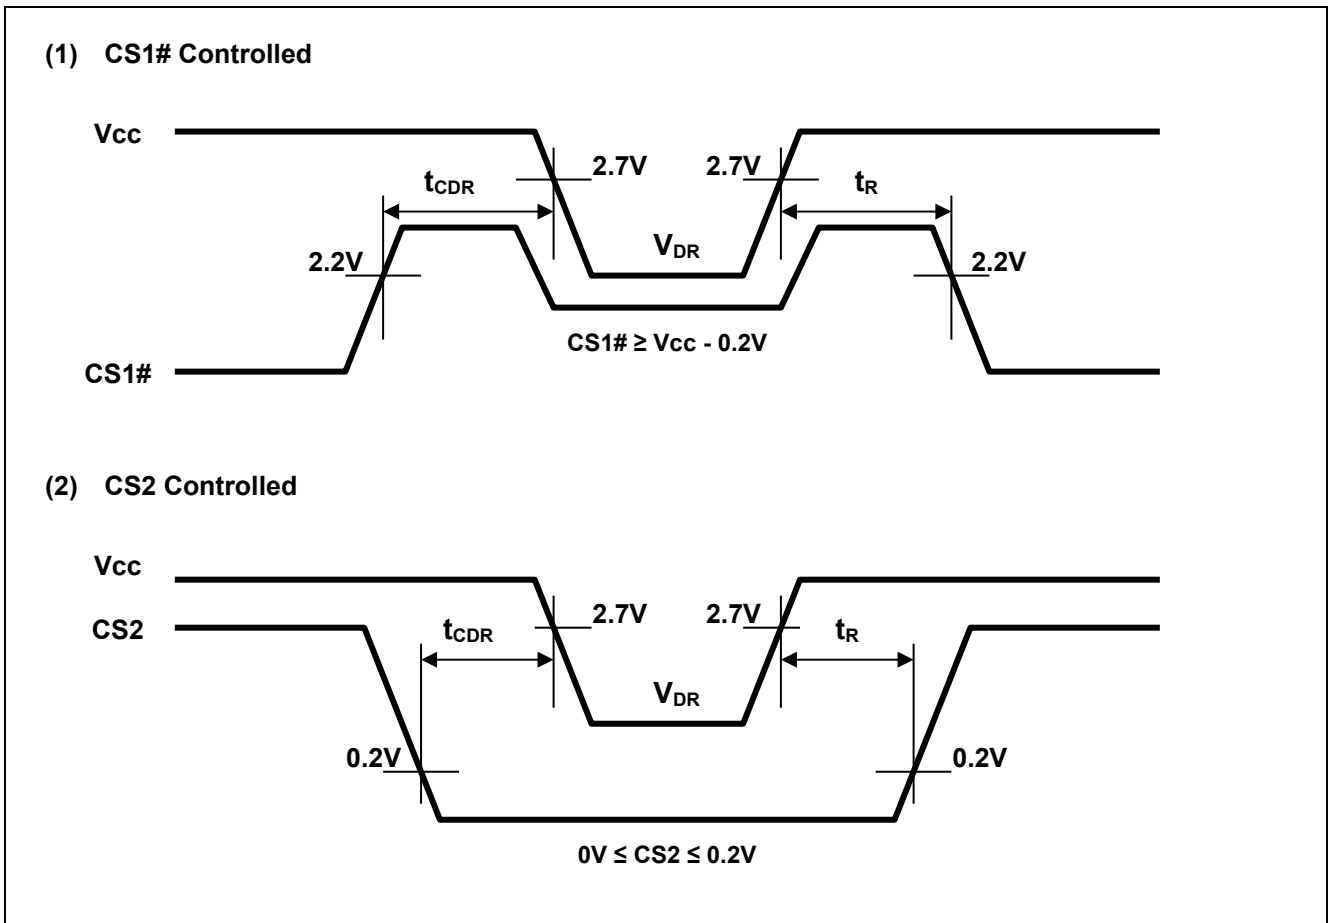 (1) CS1# Controlled
Vcc
2.7V 2.7V
tCDR tR
2.2V VDR 2.2V
CS1# ≥ Vcc - 0.2V
CS1#
(2) CS2 Controlled
Vcc
2.7V 2.7V
CS2 tCDR tR
VDR
0.2V 0.2V
0V ≤ CS2 ≤ 0.2V